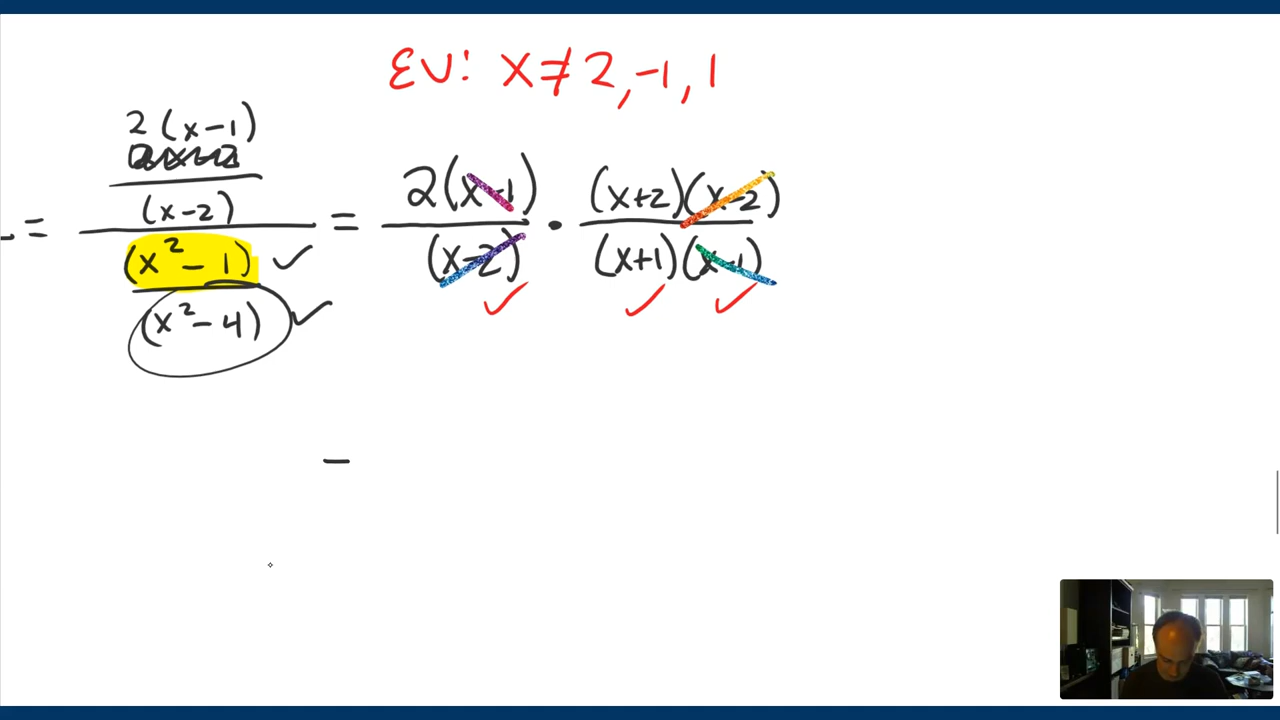 EV: x ≠ 2, -1, 1
2(x-1)
= (x-2) = 2(x-1) · (x+2)(x-2)
(x²-1) ✓ (x-2) (x+1)(x-1)
✓ ✓ ✓
(x²-4) ✓
-